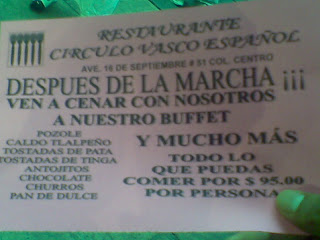 RESTAURANTE
CIRCULO VASCO ESPAÑOL
AVE, 16 DE SEPTIEMBRE # 51 COL. CENTRO
DESPUES DE LA MARCHA ¡¡¡
VEN A CENAR CON NOSOTROS
A NUESTRO BUFFET
POZOLE
CALDO TLALPEÑO
TOSTADAS DE PATA
TOSTADAS DE TINGA
ANTOJITOS
CHOCOLATE
CHURROS
PAN DE DULCE
Y MUCHO MÁS
TODO LO
QUE PUEDAS
COMER POR $ 95.00
POR PERSONA